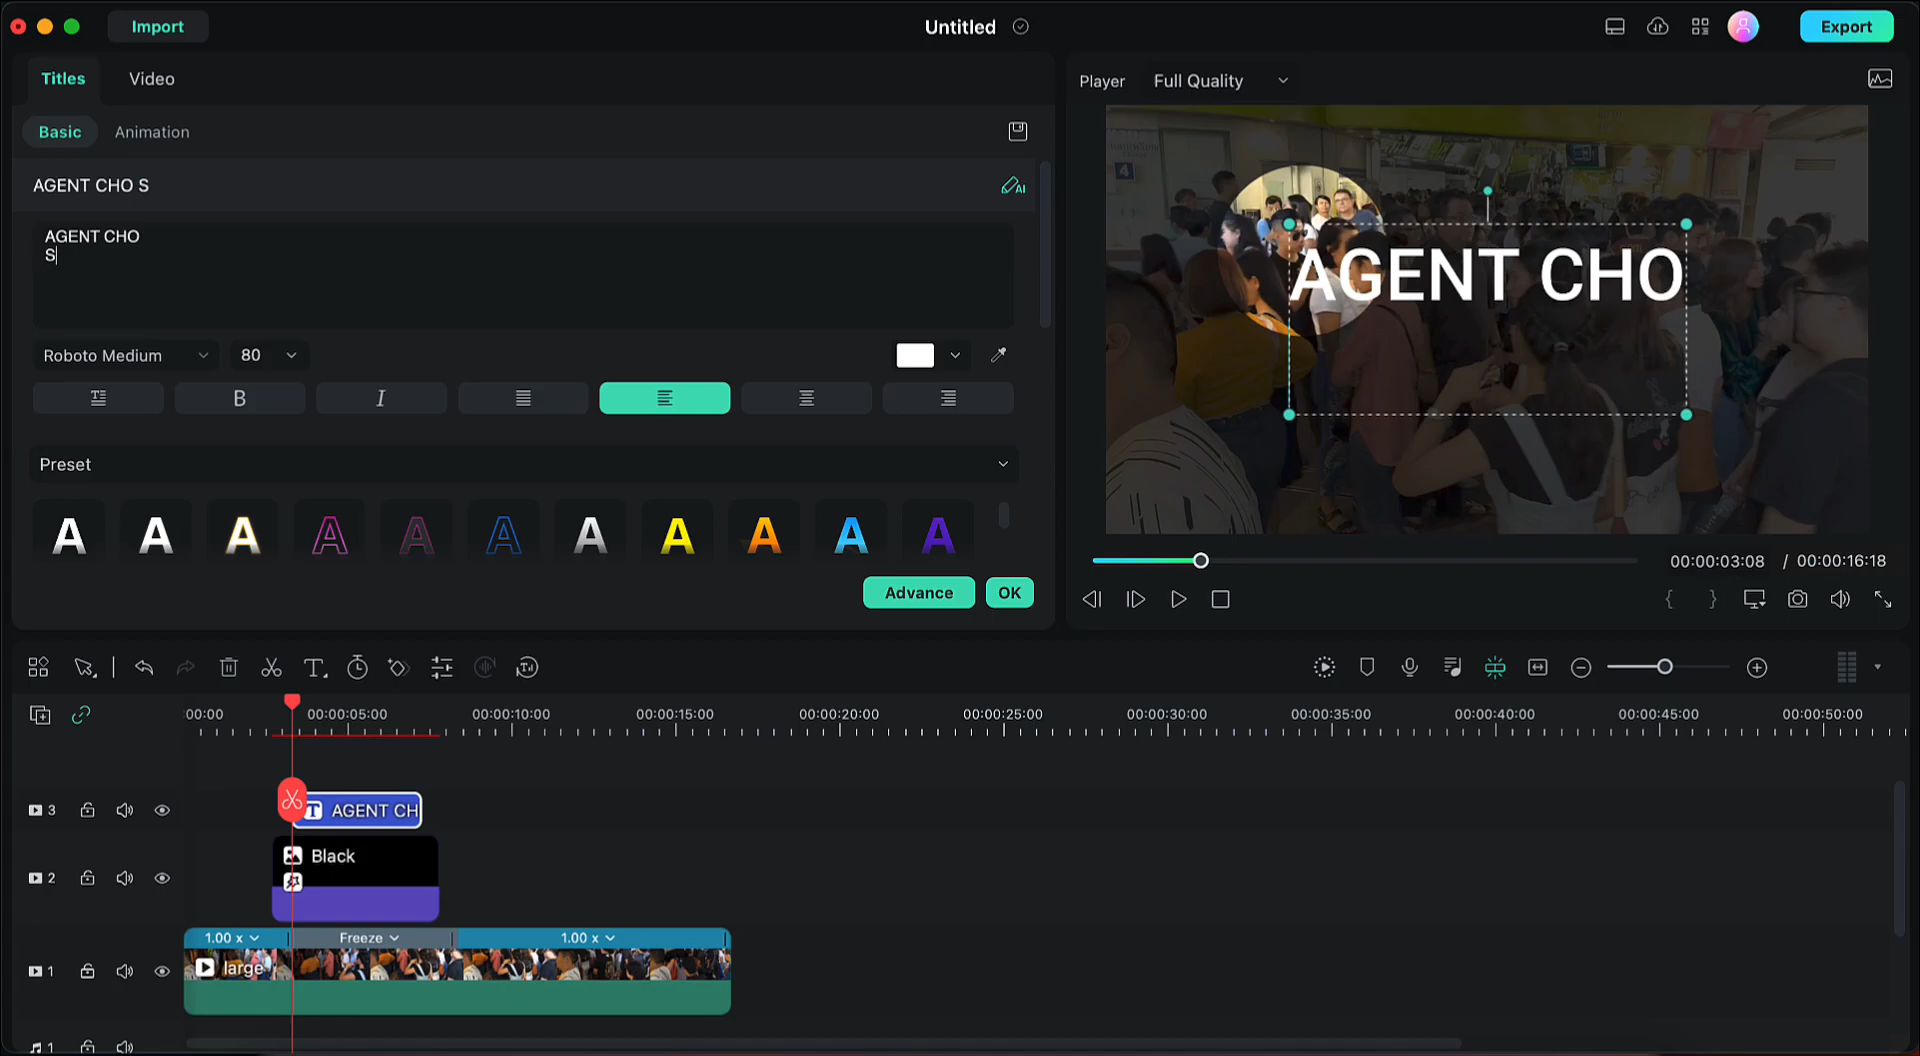 Import
Untitled
Export
Titles
Video
Player
Full Quality
Basic
Animation
AGENT CHO S
AGENT CHO
S
Roboto Medium
80
B
I
Preset
A A A A A A A A A A A
Advance
OK
4
AGENT CHO
00:00:03:08 / 00:00:16:18
:00:00
00:00:05:00
00:00:10:00
00:00:15:00
00:00:20:00
00:00:25:00
00:00:30:00
00:00:35:00
00:00:40:00
00:00:45:00
00:00:50:00
3
T AGENT CH
2
Black
1.00 x
Freeze
1.00 x
1
large
1